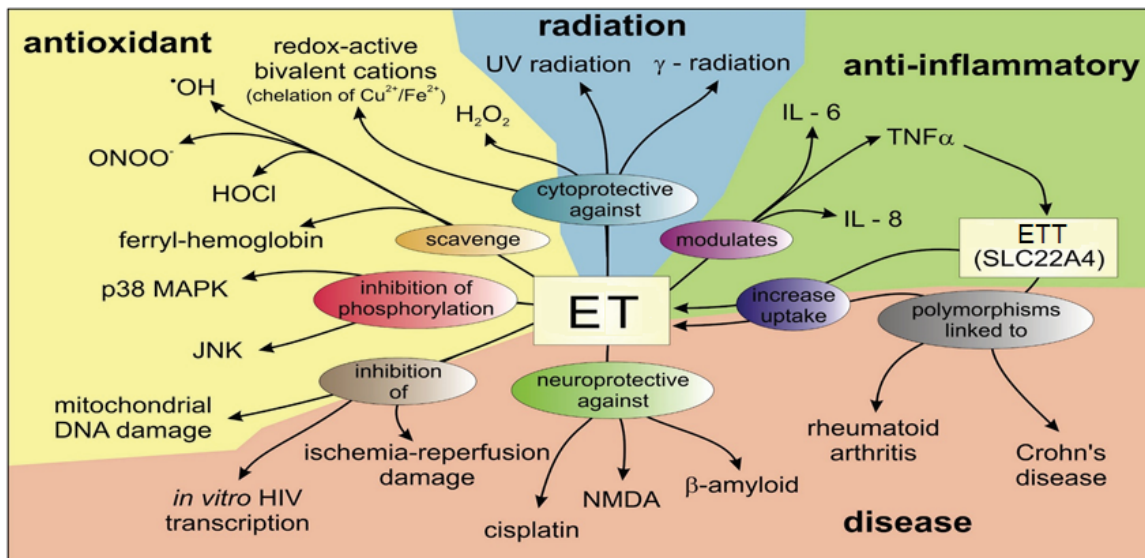 antioxidant
redox-active
bivalent cations
(chelation of Cu²⁺/Fe²⁺)
•OH
ONOO⁻
HOCl
H₂O₂
ferryl-hemoglobin
scavenge
p38 MAPK
inhibition of
phosphorylation
JNK
inhibition
of
mitochondrial
DNA damage
radiation
UV radiation
γ - radiation
cytoprotective
against
anti-inflammatory
IL - 6
TNFα
IL - 8
modulates
ETT
(SLC22A4)
increase
uptake
polymorphisms
linked to
ET
neuroprotective
against
ischemia-reperfusion
damage
in vitro HIV
transcription
cisplatin
NMDA
β-amyloid
rheumatoid
arthritis
Crohn's
disease
disease